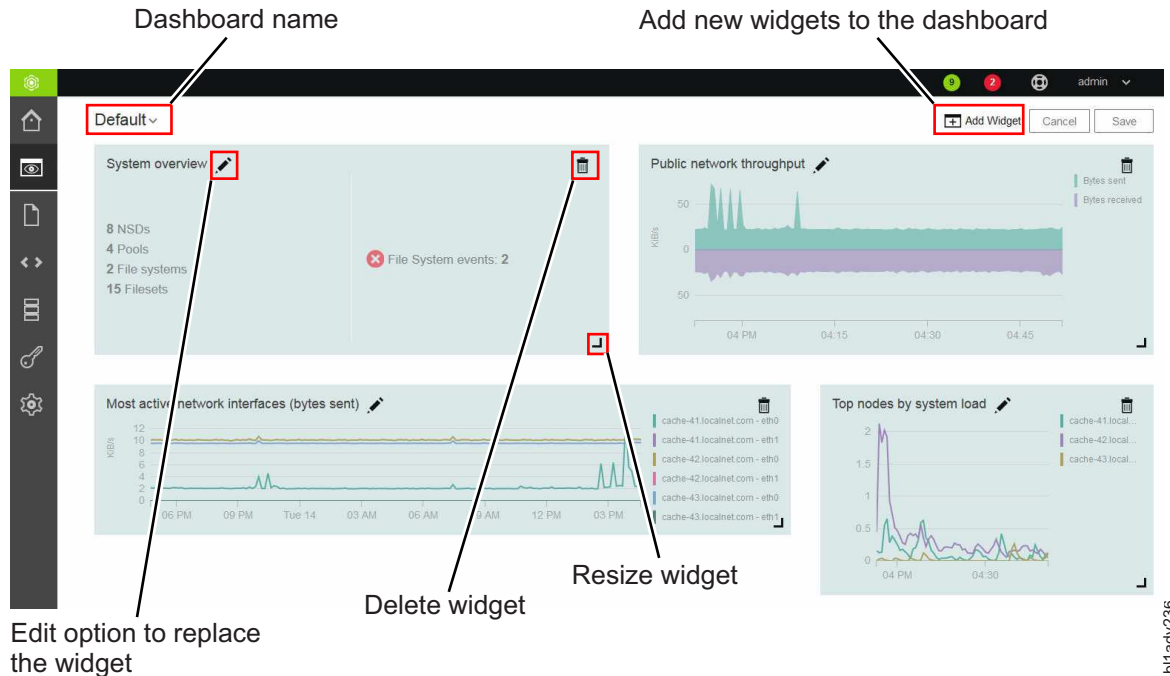 Dashboard name
Add new widgets to the dashboard
9
2
admin
Default
Add Widget
Cancel
Save
System overview
8 NSDs
4 Pools
2 File systems
15 Filesets
File System events: 2
Public network throughput
Bytes sent
Bytes received
KiB/s
50
0
50
04 PM
04:15
04:30
04:45
Most active network interfaces (bytes sent)
KiB/s
12
10
8
6
4
2
0
06 PM
09 PM
Tue 14
03 AM
06 AM
9 AM
12 PM
03 PM
cache-41.localnet.com - eth0
cache-41.localnet.com - eth1
cache-42.localnet.com - eth0
cache-42.localnet.com - eth1
cache-43.localnet.com - eth0
cache-43.localnet.com - eth1
Top nodes by system load
2
1.5
1
0.5
0
04 PM
04:30
cache-41.local...
cache-42.local...
cache-43.local...
Resize widget
Delete widget
Edit option to replace
the widget
bl1adv236